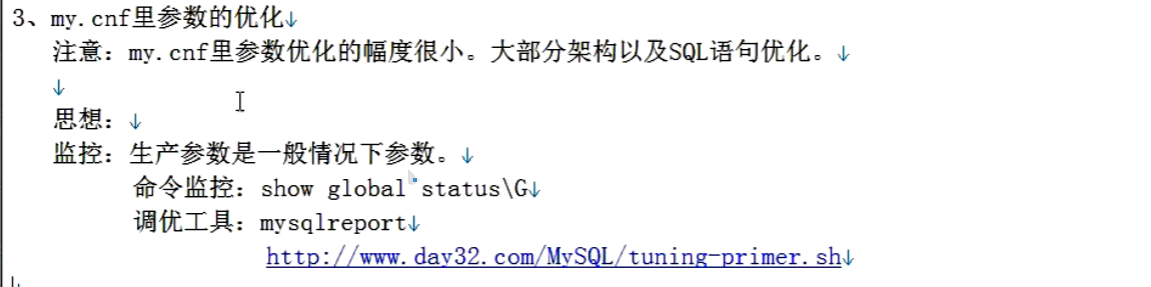 3、my.cnf里参数的优化↓
注意：my.cnf里参数优化的幅度很小。大部分架构以及SQL语句优化。↓
↓
思想：↓
监控：生产参数是一般情况下参数。↓
命令监控：show global status\G↓
调优工具：mysqlreport↓
http://www.day32.com/MySQL/tuning-primer.sh↓